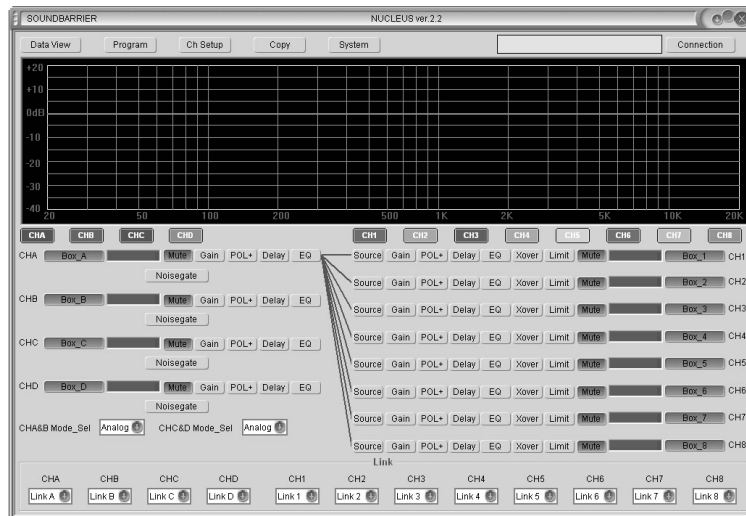 SOUNDBARRIER NUCLEUS ver.2.2
Data View Program Ch Setup Copy System Connection
+20
+10
0dB
-10
-20
-30
-40
20 50 100 200 500 1K 2K 5K 10K 20K
CHA CHB CHC CHD CH1 CH2 CH3 CH4 CH5 CH6 CH7 CH8
CHA Box_A Mute Gain POL+ Delay EQ Source Gain POL+ Delay EQ Xover Limit Mute Box_1 CH1
Noisegate
Source Gain POL+ Delay EQ Xover Limit Mute Box_2 CH2
CHB Box_B Mute Gain POL+ Delay EQ
Source Gain POL+ Delay EQ Xover Limit Mute Box_3 CH3
Noisegate
Source Gain POL+ Delay EQ Xover Limit Mute Box_4 CH4
CHC Box_C Mute Gain POL+ Delay EQ
Noisegate
Source Gain POL+ Delay EQ Xover Limit Mute Box_5 CH5
CHD Box_D Mute Gain POL+ Delay EQ
Source Gain POL+ Delay EQ Xover Limit Mute Box_6 CH6
Noisegate
Source Gain POL+ Delay EQ Xover Limit Mute Box_7 CH7
CHA&B Mode_Sel Analog CHC&D Mode_Sel Analog
Source Gain POL+ Delay EQ Xover Limit Mute Box_8 CH8
Link
CHA CHB CHC CHD CH1 CH2 CH3 CH4 CH5 CH6 CH7 CH8
Link A Link B Link C Link D Link 1 Link 2 Link 3 Link 4 Link 5 Link 6 Link 7 Link 8